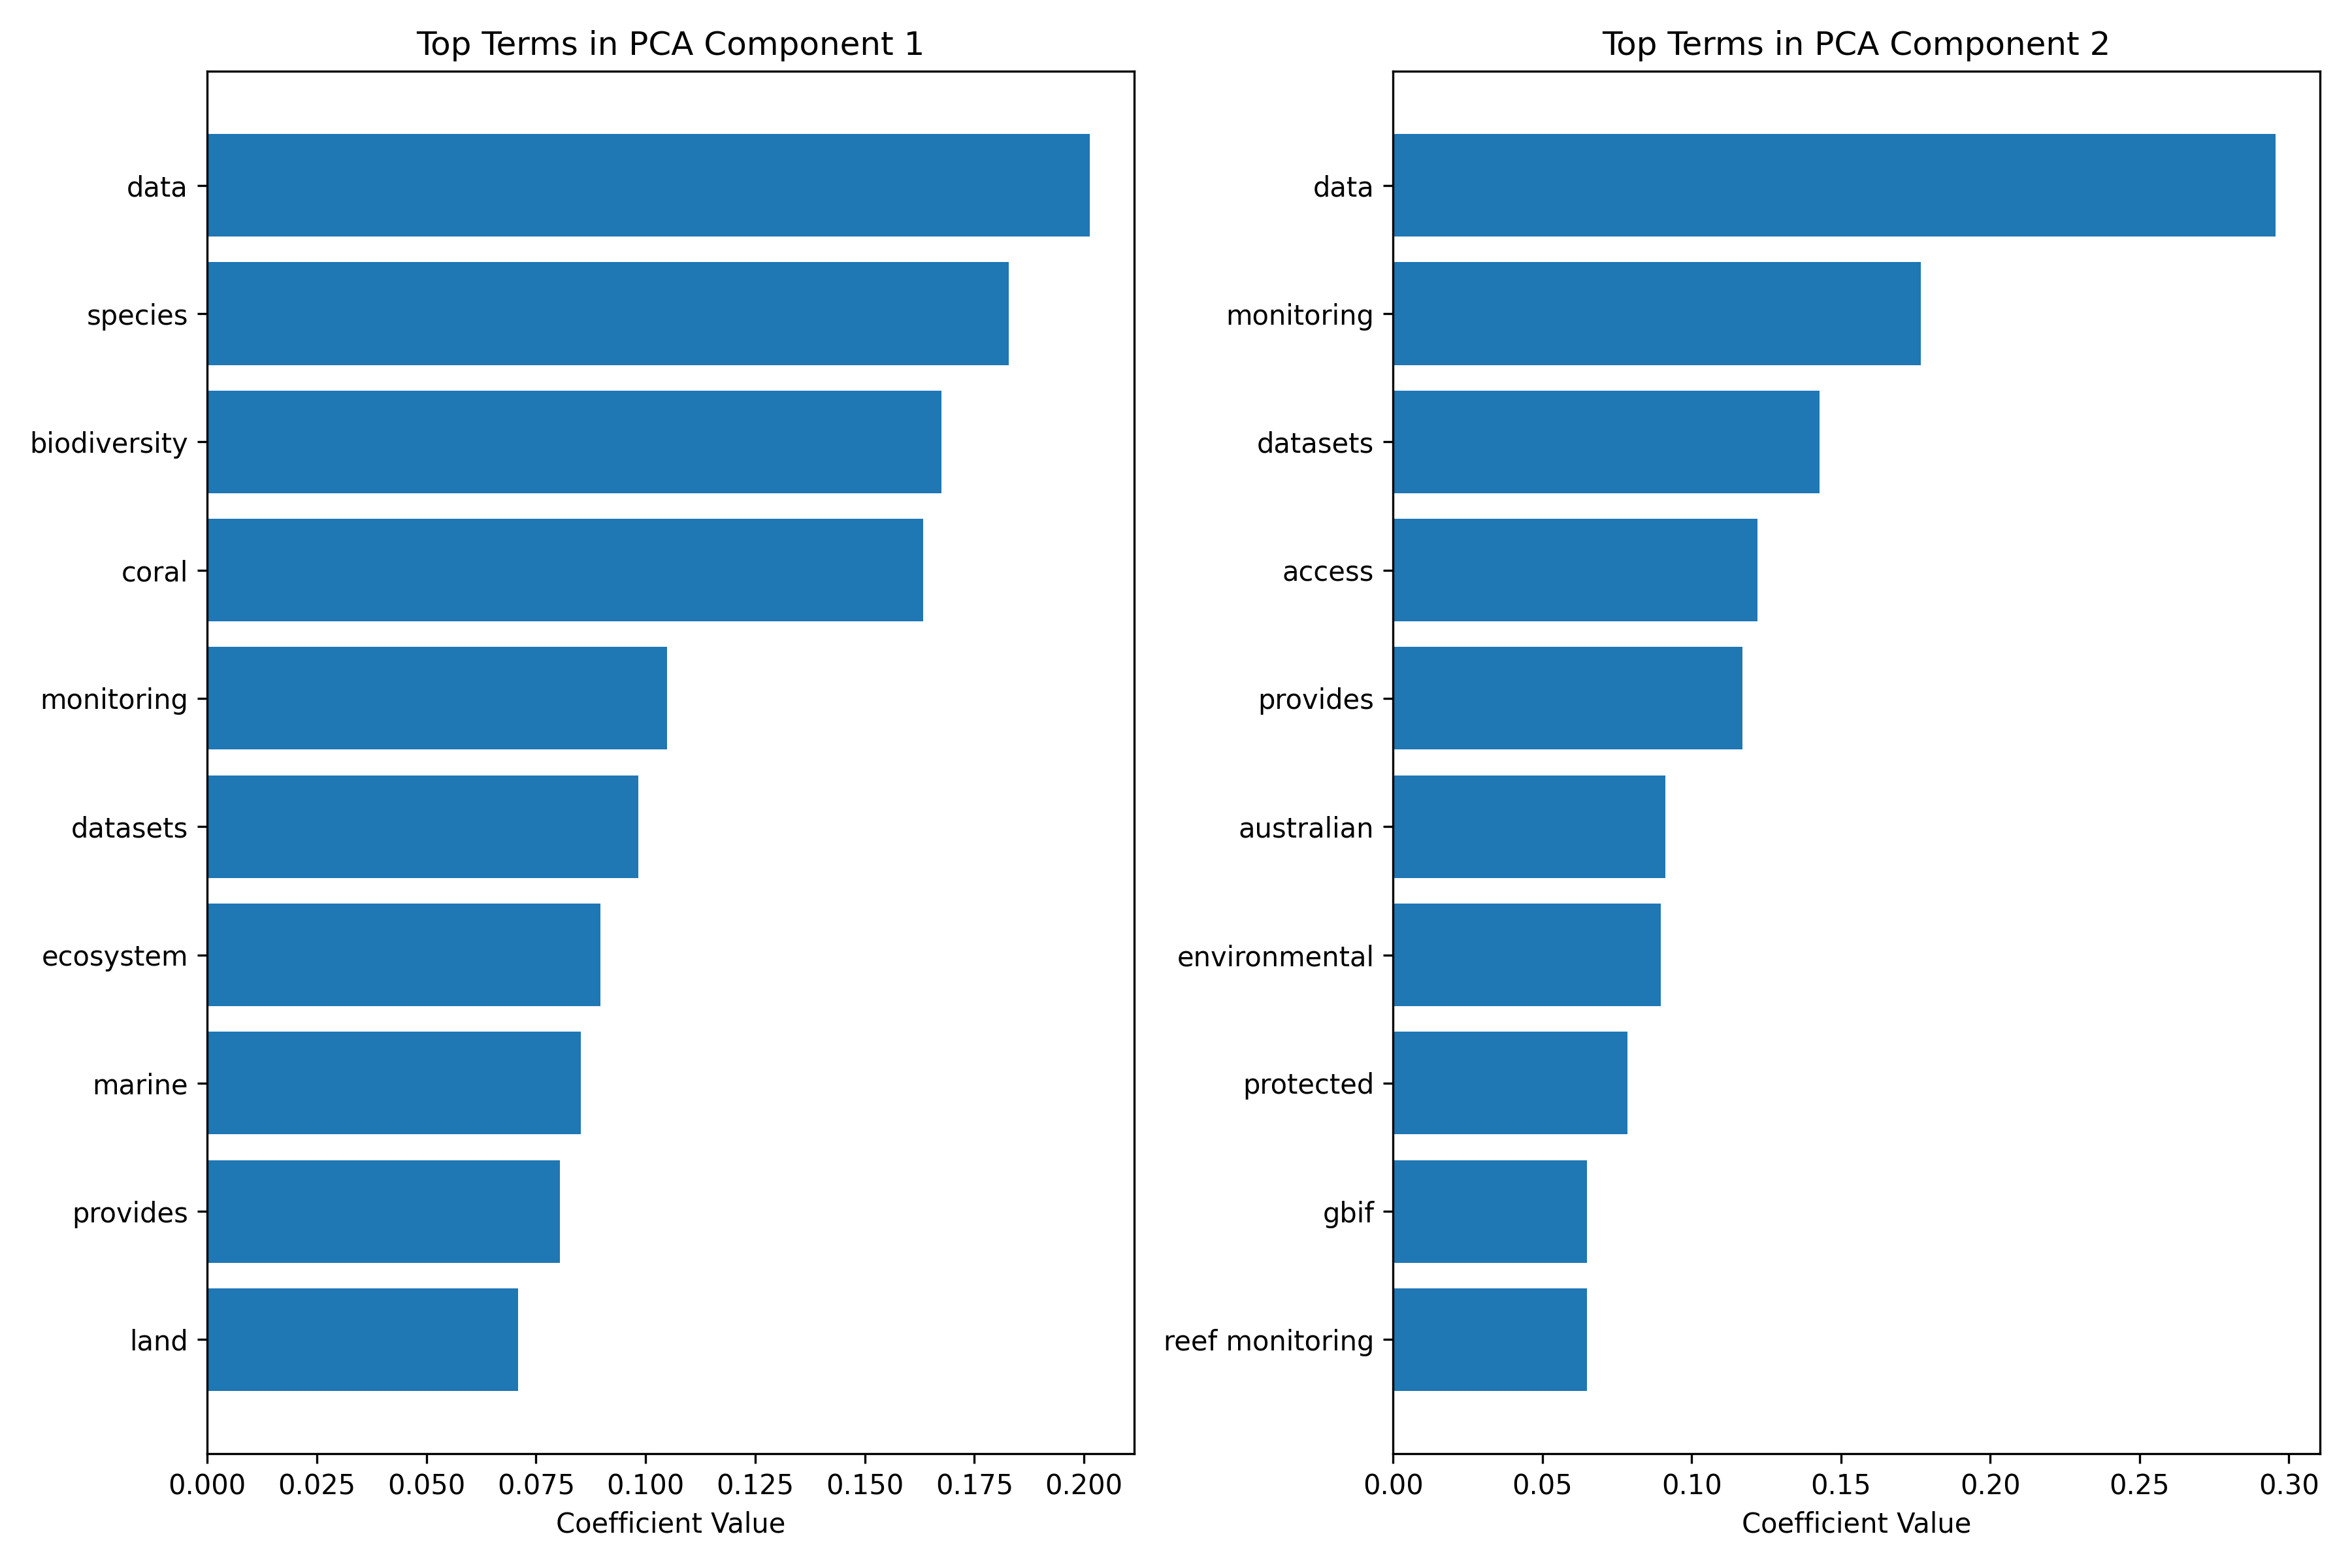 Top Terms in PCA Component 1
data
species
biodiversity
coral
monitoring
datasets
ecosystem
marine
provides
land
0.000 0.025 0.050 0.075 0.100 0.125 0.150 0.175 0.200
Coefficient Value
Top Terms in PCA Component 2
data
monitoring
datasets
access
provides
australian
environmental
protected
gbif
reef monitoring
0.00 0.05 0.10 0.15 0.20 0.25 0.30
Coefficient Value